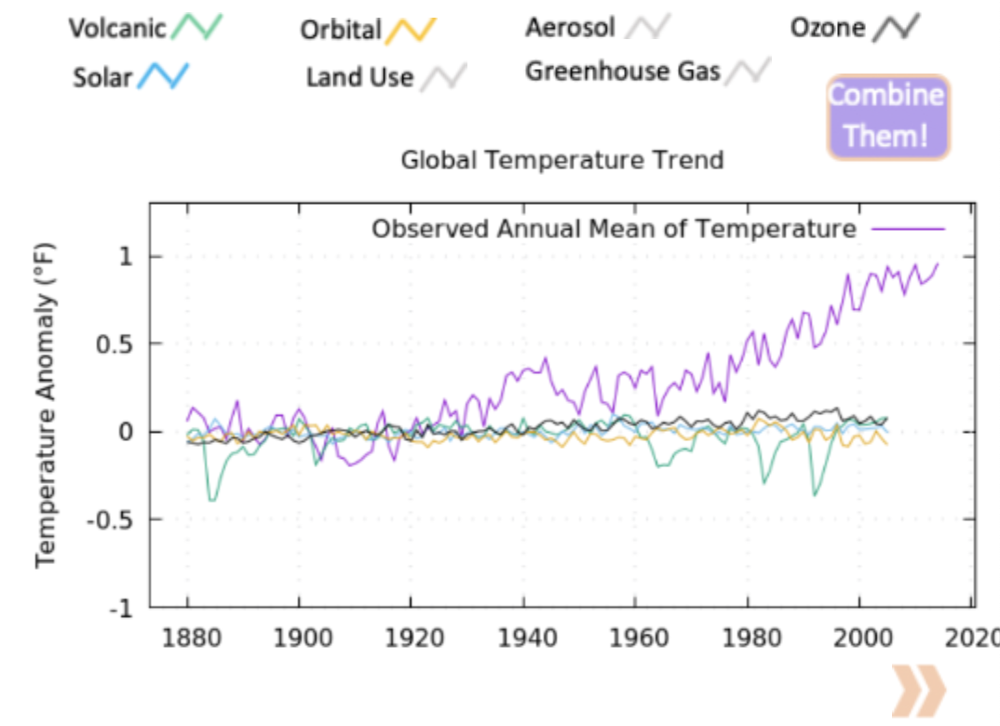 Volcanic Orbital Aerosol Ozone
Solar Land Use Greenhouse Gas
Combine
Them!
Global Temperature Trend
Observed Annual Mean of Temperature
Temperature Anomaly (°F)
1
0.5
0
-0.5
-1
1880 1900 1920 1940 1960 1980 2000 2020